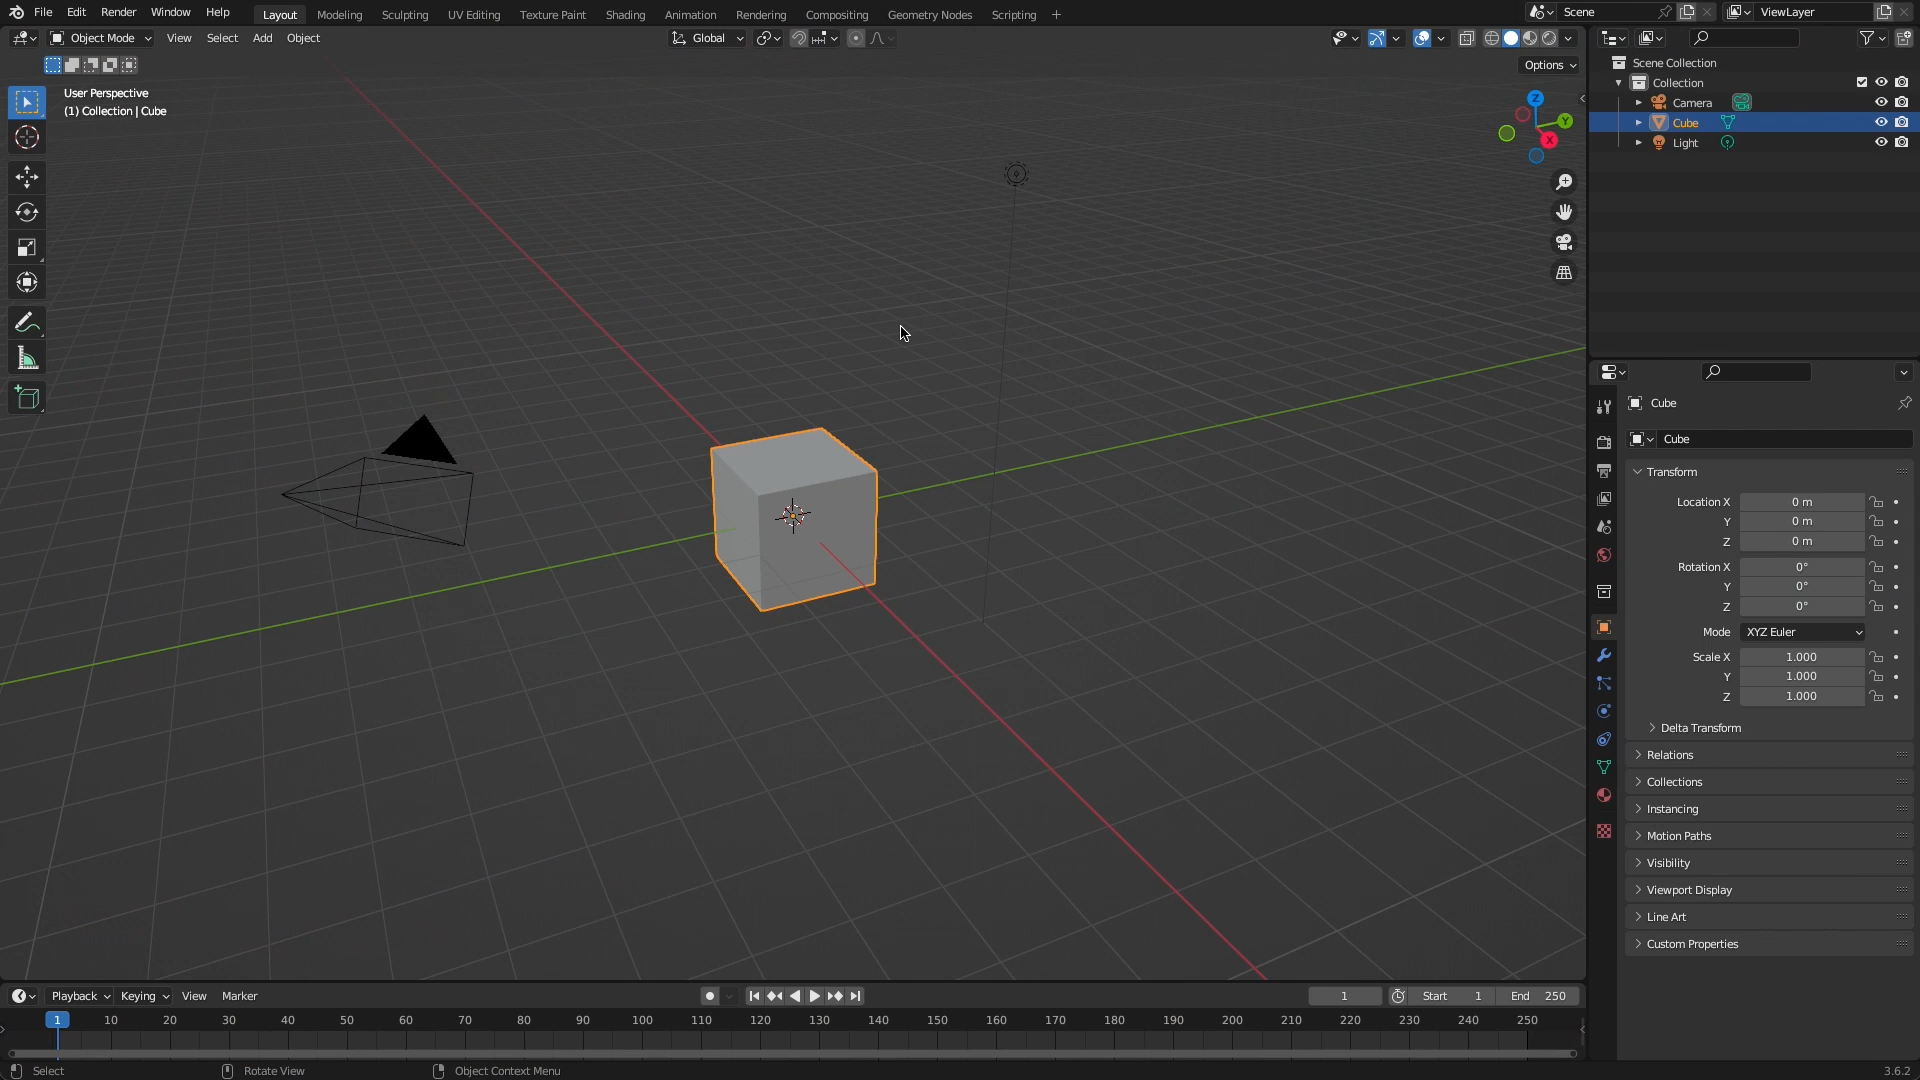 File Edit Render Window Help Layout Modeling Sculpting UV Editing Texture Paint Shading Animation Rendering Compositing Geometry Nodes Scripting + Scene ViewLayer
Object Mode View Select Add Object Global
Options
User Perspective
(1) Collection | Cube
Z
Y
X
Scene Collection
Collection
Camera
Cube
Light
Cube
Cube
Transform
Location X 0 m
Y 0 m
Z 0 m
Rotation X 0°
Y 0°
Z 0°
Mode XYZ Euler
Scale X 1.000
Y 1.000
Z 1.000
Delta Transform
Relations
Collections
Instancing
Motion Paths
Visibility
Viewport Display
Line Art
Custom Properties
Playback Keying View Marker 1 Start 1 End 250
1 10 20 30 40 50 60 70 80 90 100 110 120 130 140 150 160 170 180 190 200 210 220 230 240 250
Select Rotate View Object Context Menu 3.6.2